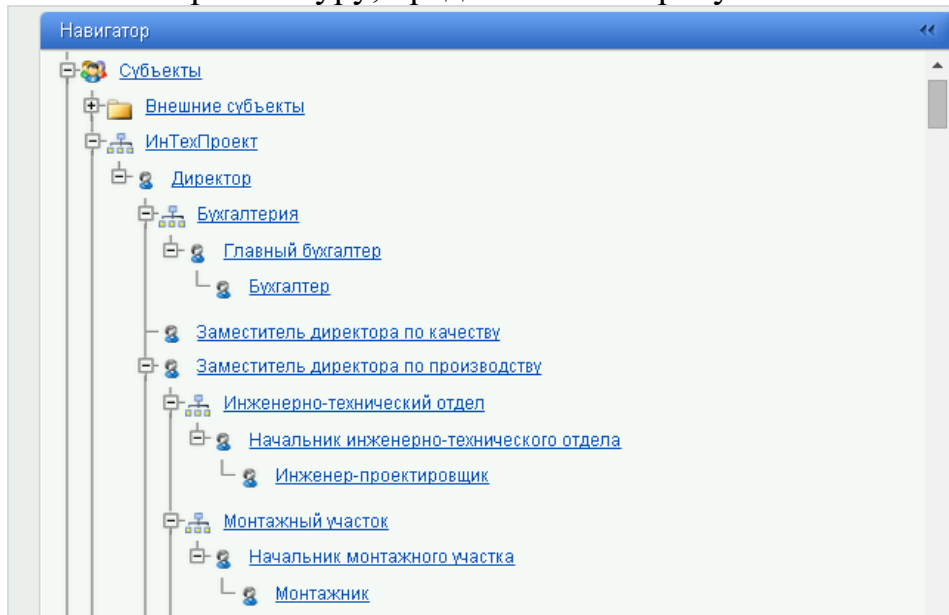 Навигатор
Субъекты
Внешние субъекты
ИнТехПроект
Директор
Бухгалтерия
Главный бухгалтер
Бухгалтер
Заместитель директора по качеству
Заместитель директора по производству
Инженерно-технический отдел
Начальник инженерно-технического отдела
Инженер-проектировщик
Монтажный участок
Начальник монтажного участка
Монтажник